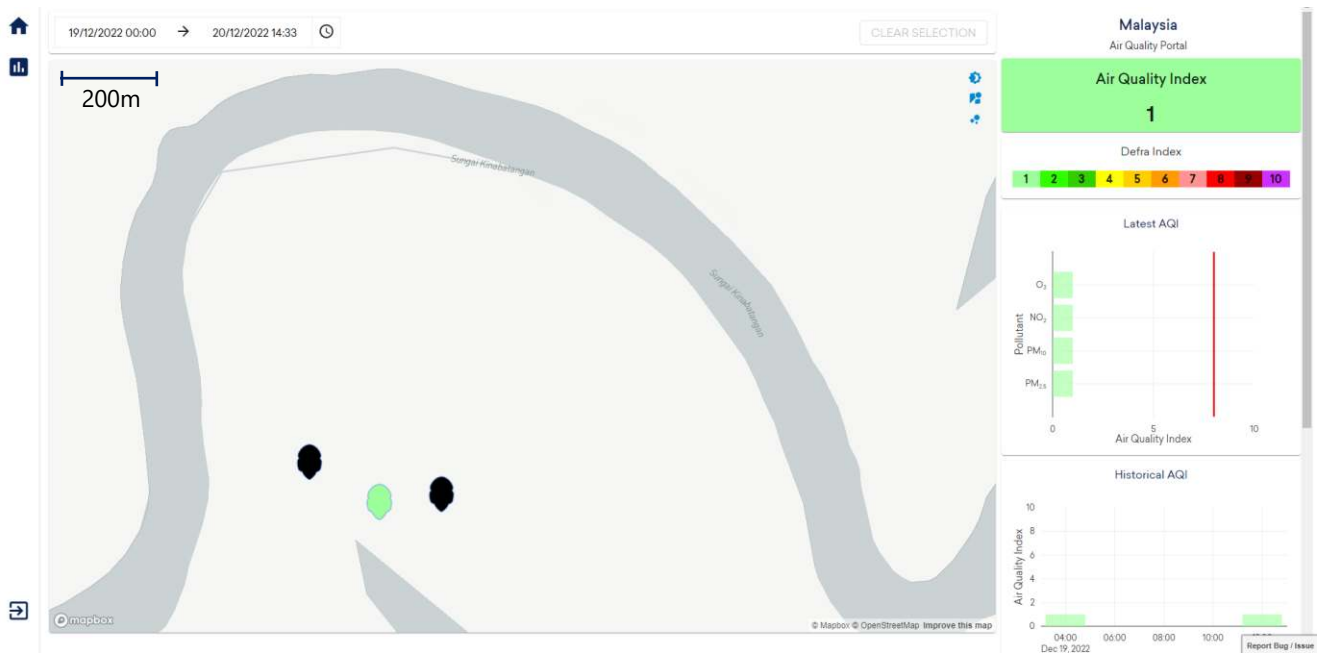 19/12/2022 00:00 → 20/12/2022 14:33
CLEAR SELECTION
200m
Sungai Kinabatangan
Sungai Kinabatangan
mapbox
© Mapbox © OpenStreetMap Improve this map
Malaysia
Air Quality Portal
Air Quality Index
1
Defra Index
1 2 3 4 5 6 7 8 9 10
Latest AQI
Pollutant
O₃
NO₂
PM₁₀
PM₂.₅
0 5 10
Air Quality Index
Historical AQI
Air Quality Index
10
8
6
4
2
0
04:00 06:00 08:00 10:00
Dec 19, 2022
Report Bug / Issue